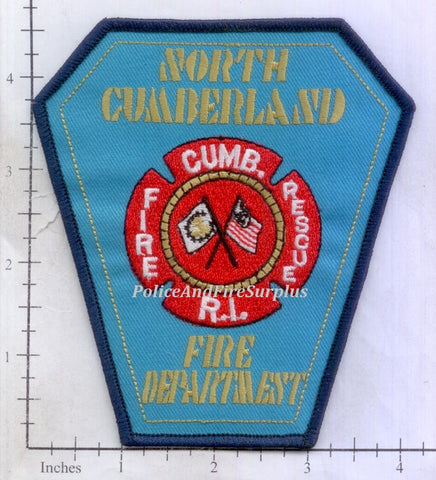 NORTH
CUMBERLAND
CUMB.
FIRE
RESCUE
PoliceAndFireSurplus
R.I.
FIRE
DEPARTMENT
4
3
2
1
Inches
1
2
3
4